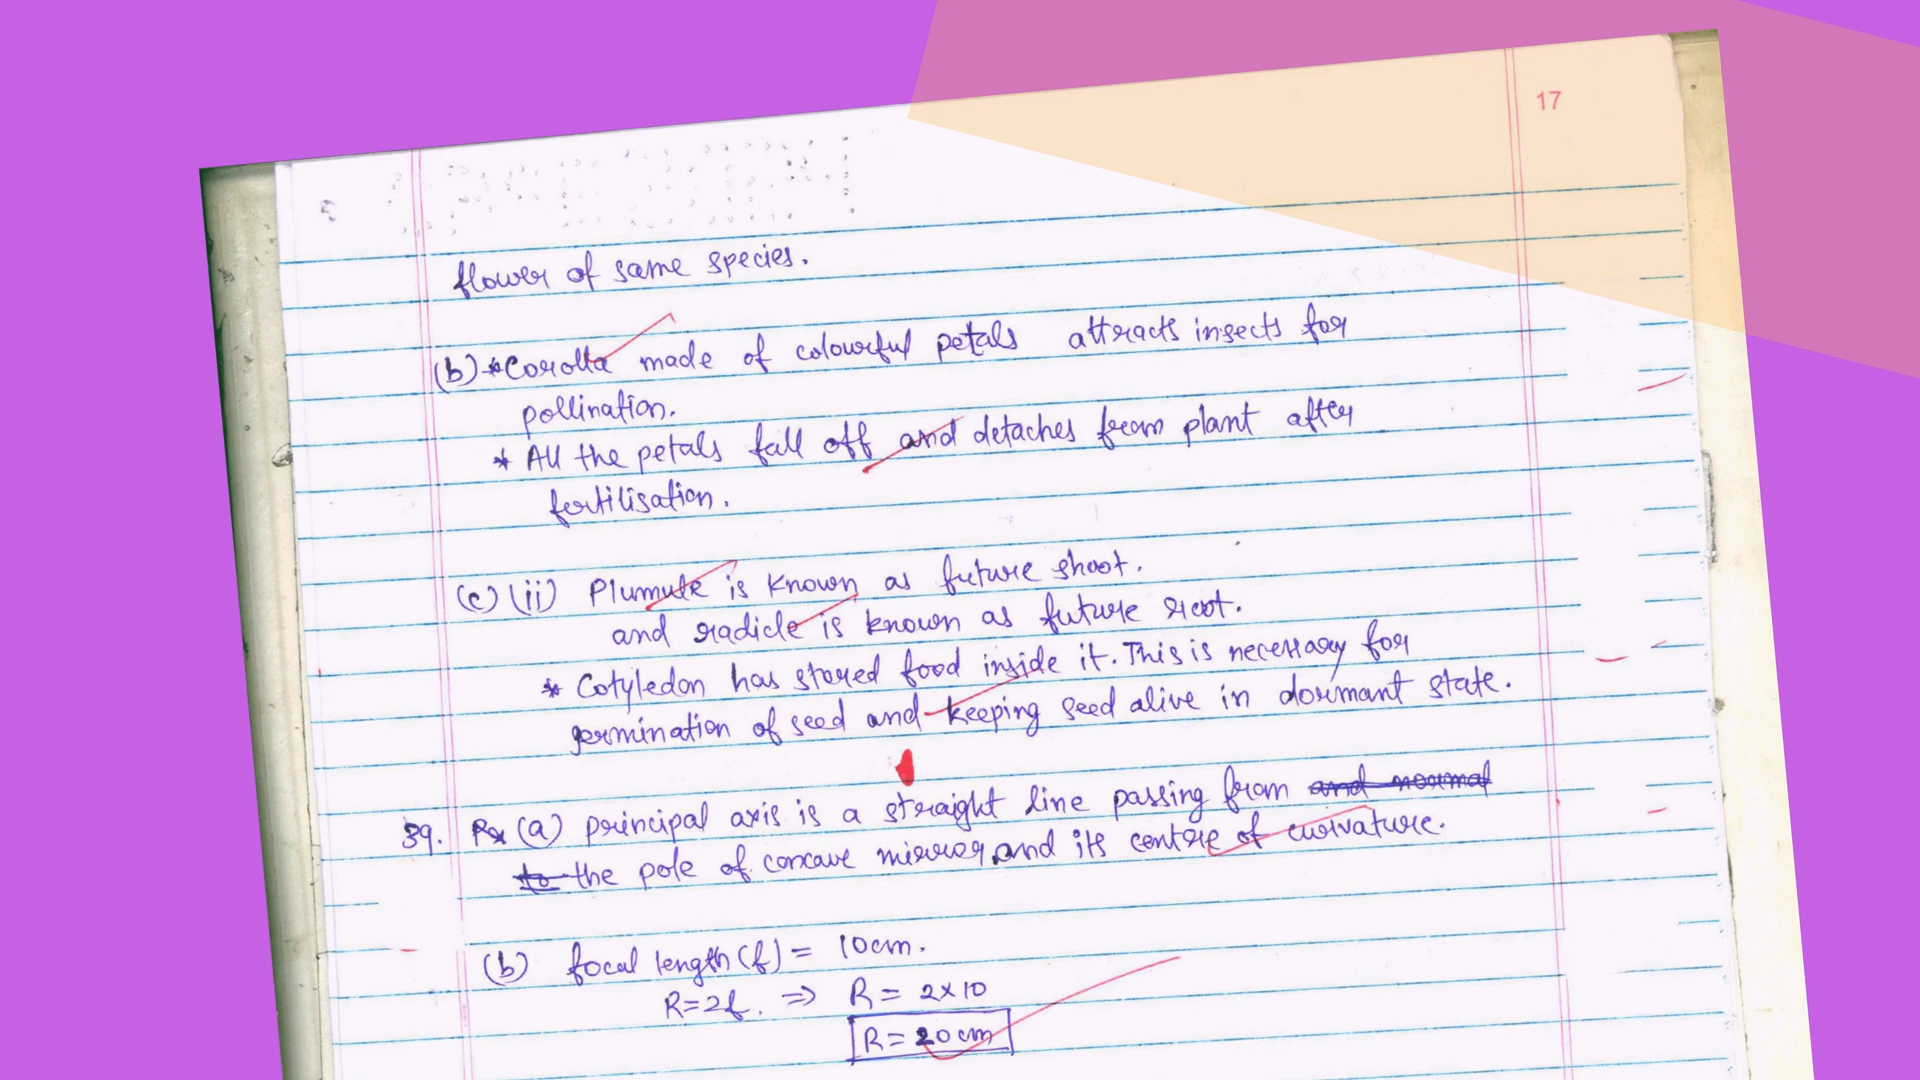 17
flower of same species.
(b) * Corolla made of colourful petals attracts insects for
pollination.
* All the petals fall off and detaches from plant after
fertilisation.
(c) (ii) Plumule is known as future shoot.
and radicle is known as future root.
* Cotyledon has stored food inside it. This is necessary for
germination of seed and keeping seed alive in dormant state.
39. (a) principal axis is a straight line passing from and normal
to the pole of concave mirror and its centre of curvature.
(b) focal length (f) = 10cm.
R=2f. ⇒ R = 2×10
R = 20 cm